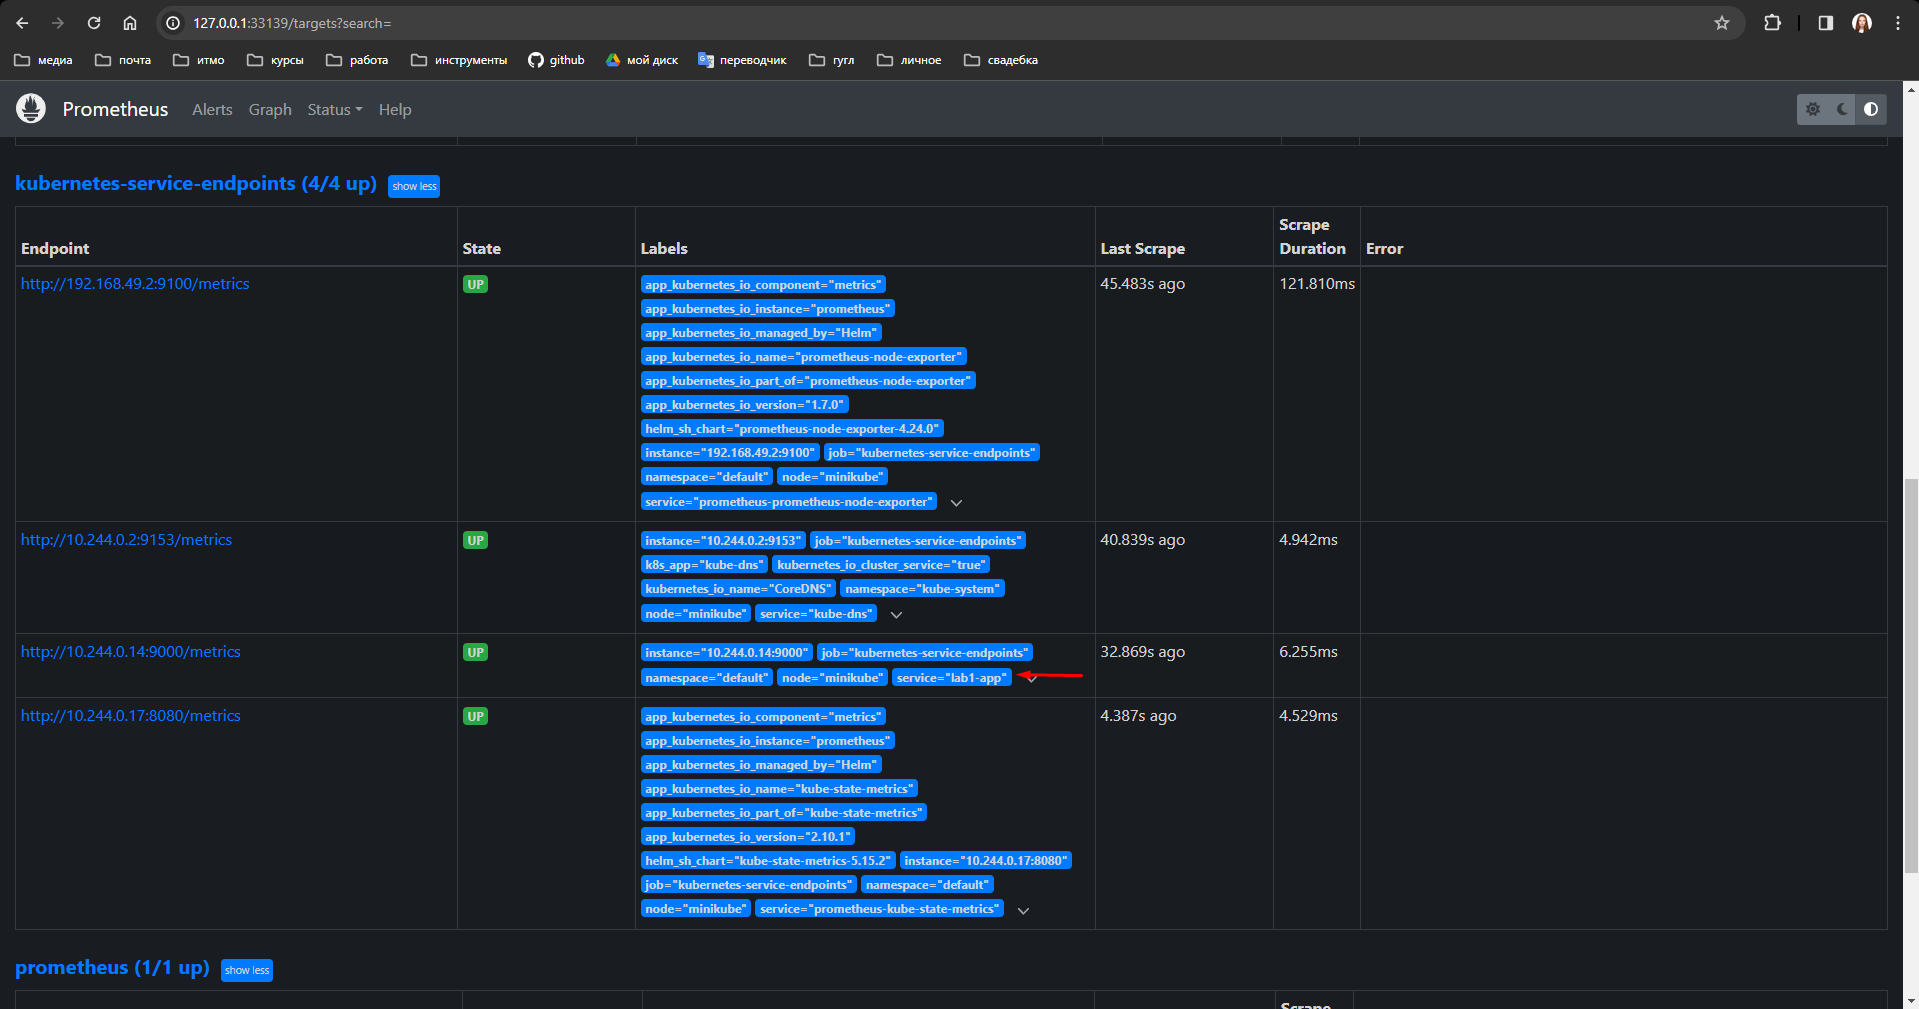 127.0.0.1:33139/targets?search=
медиа почта итмо курсы работа инструменты github мой диск переводчик гугл личное свадебка
Prometheus Alerts Graph Status Help
kubernetes-service-endpoints (4/4 up) show less
Endpoint State Labels Last Scrape Scrape Duration Error
http://192.168.49.2:9100/metrics UP app_kubernetes_io_component="metrics" 45.483s ago 121.810ms
app_kubernetes_io_instance="prometheus"
app_kubernetes_io_managed_by="Helm"
app_kubernetes_io_name="prometheus-node-exporter"
app_kubernetes_io_part_of="prometheus-node-exporter"
app_kubernetes_io_version="1.7.0"
helm_sh_chart="prometheus-node-exporter-4.24.0"
instance="192.168.49.2:9100" job="kubernetes-service-endpoints"
namespace="default" node="minikube"
service="prometheus-prometheus-node-exporter"
http://10.244.0.2:9153/metrics UP instance="10.244.0.2:9153" job="kubernetes-service-endpoints" 40.839s ago 4.942ms
k8s_app="kube-dns" kubernetes_io_cluster_service="true"
kubernetes_io_name="CoreDNS" namespace="kube-system"
node="minikube" service="kube-dns"
http://10.244.0.14:9000/metrics UP instance="10.244.0.14:9000" job="kubernetes-service-endpoints" 32.869s ago 6.255ms
namespace="default" node="minikube" service="lab1-app"
http://10.244.0.17:8080/metrics UP app_kubernetes_io_component="metrics" 4.387s ago 4.529ms
app_kubernetes_io_instance="prometheus"
app_kubernetes_io_managed_by="Helm"
app_kubernetes_io_name="kube-state-metrics"
app_kubernetes_io_part_of="kube-state-metrics"
app_kubernetes_io_version="2.10.1"
helm_sh_chart="kube-state-metrics-5.15.2" instance="10.244.0.17:8080"
job="kubernetes-service-endpoints" namespace="default"
node="minikube" service="prometheus-kube-state-metrics"
prometheus (1/1 up) show less
Scrape